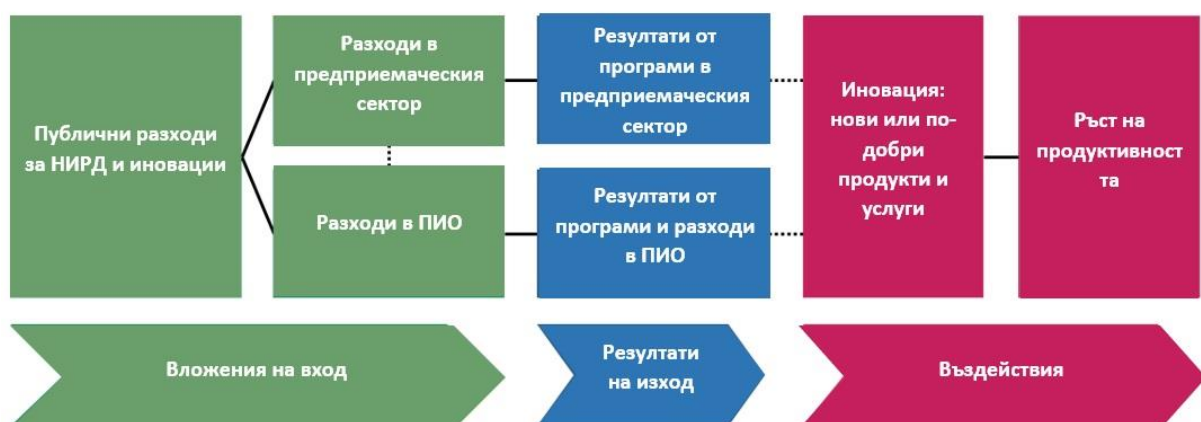 Публични разходи
за НИРД и иновации
Разходи в
предприемаческия
сектор
Разходи в ПИО
Резултати от
програми в
предприемаческия
сектор
Резултати от
програми и разходи
в ПИО
Иновация:
нови или по-
добри
продукти и
услуги
Ръст на
продуктивност
та
Вложения на вход
Резултати
на изход
Въздействия